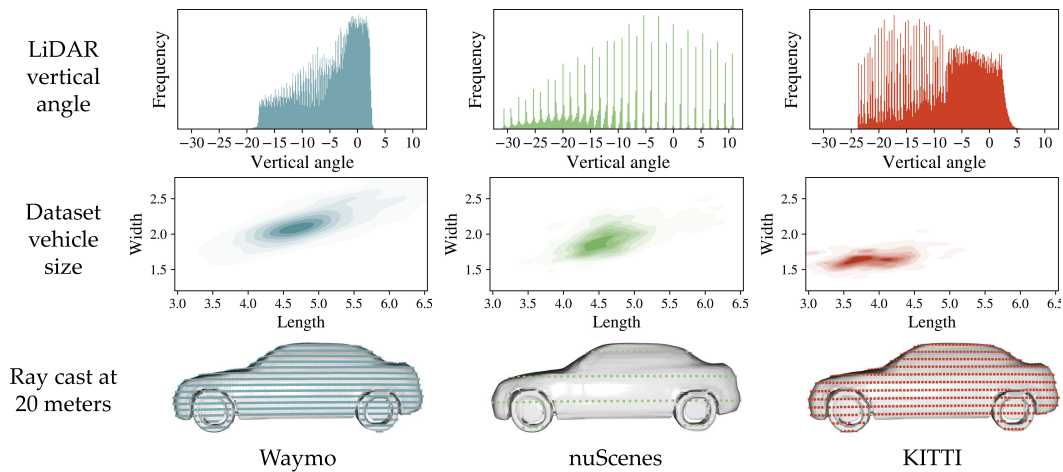 LiDAR
vertical
angle
Frequency
−30 −25 −20 −15 −10 −5 0 5 10
Vertical angle
Frequency
−30 −25 −20 −15 −10 −5 0 5 10
Vertical angle
Frequency
−30 −25 −20 −15 −10 −5 0 5 10
Vertical angle
Dataset
vehicle
size
Width
2.5
2.0
1.5
3.0 3.5 4.0 4.5 5.0 5.5 6.0 6.5
Length
Width
2.5
2.0
1.5
3.0 3.5 4.0 4.5 5.0 5.5 6.0 6.5
Length
Width
2.5
2.0
1.5
3.0 3.5 4.0 4.5 5.0 5.5 6.0 6.5
Length
Ray cast at
20 meters
Waymo
nuScenes
KITTI